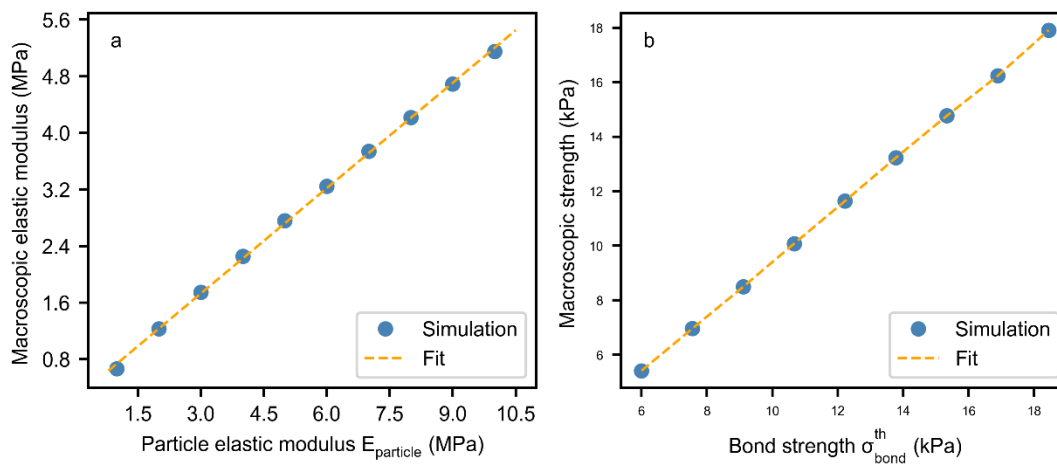 a
Macroscopic elastic modulus (MPa)
5.6
4.8
4.0
3.2
2.4
1.6
0.8
Simulation
Fit
1.5 3.0 4.5 6.0 7.5 9.0 10.5
Particle elastic modulus E_particle (MPa)
b
Macroscopic strength (kPa)
18
16
14
12
10
8
6
Simulation
Fit
6 8 10 12 14 16 18
Bond strength σ_bond^th (kPa)